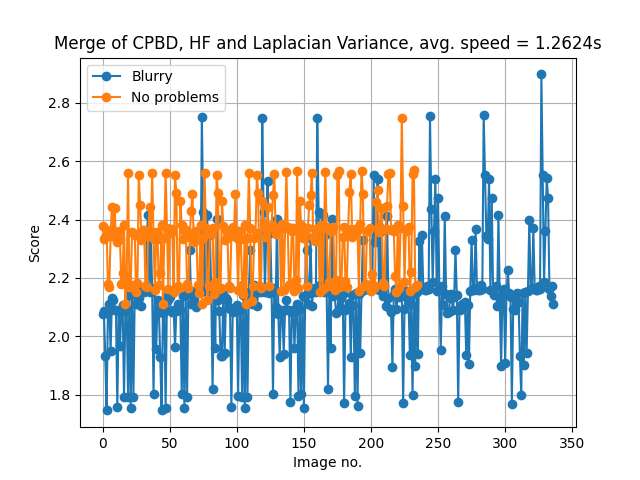 Merge of CPBD, HF and Laplacian Variance, avg. speed = 1.2624s
Blurry
No problems
2.8
2.6
2.4
2.2
2.0
1.8
Score
0 50 100 150 200 250 300 350
Image no.